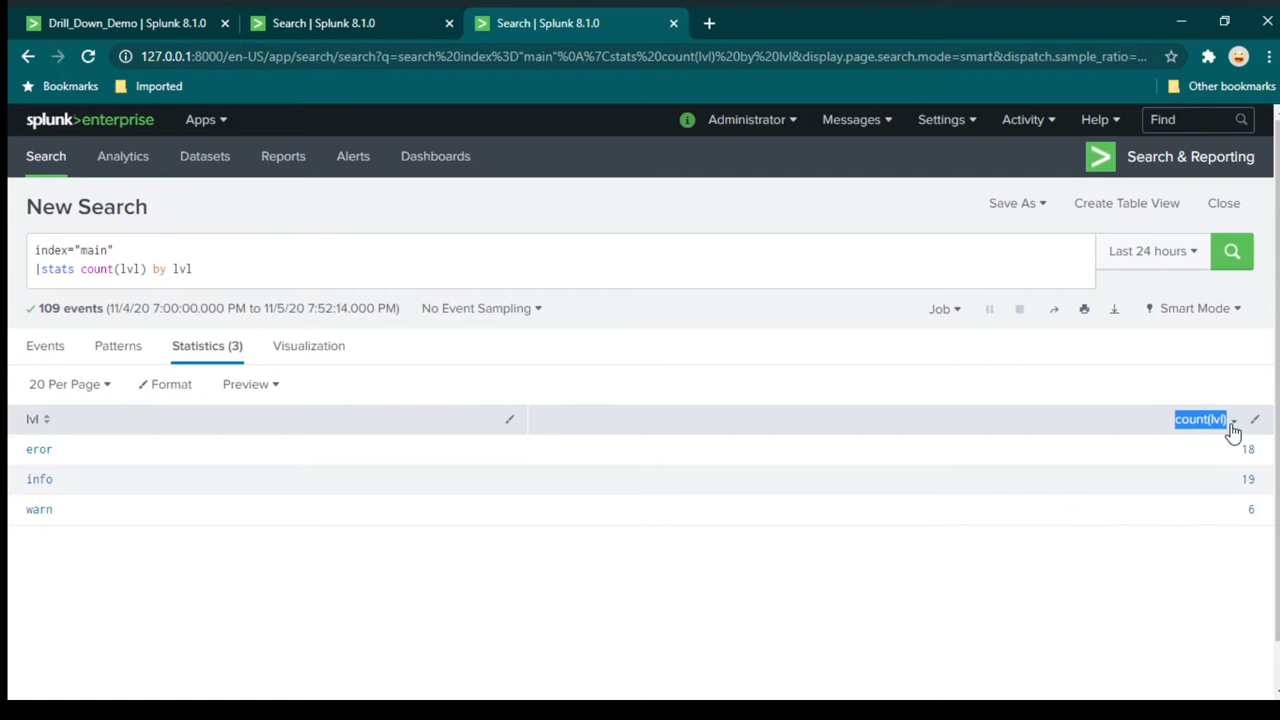 Drill_Down_Demo | Splunk 8.1.0
Search | Splunk 8.1.0
Search | Splunk 8.1.0
127.0.0.1:8000/en-US/app/search/search?q=search%20index%3D"main"%0A%7Cstats%20count(lvl)%20by%20lvl&display.page.search.mode=smart&dispatch.sample_ratio=...
Bookmarks Imported Other bookmarks
splunk>enterprise Apps Administrator Messages Settings Activity Help Find
Search Analytics Datasets Reports Alerts Dashboards Search & Reporting
New Search Save As Create Table View Close
index="main"
|stats count(lvl) by lvl
Last 24 hours
109 events (11/4/20 7:00:00.000 PM to 11/5/20 7:52:14.000 PM) No Event Sampling Job Smart Mode
Events Patterns Statistics (3) Visualization
20 Per Page Format Preview
lvl count(lvl)
eror 18
info 19
warn 6